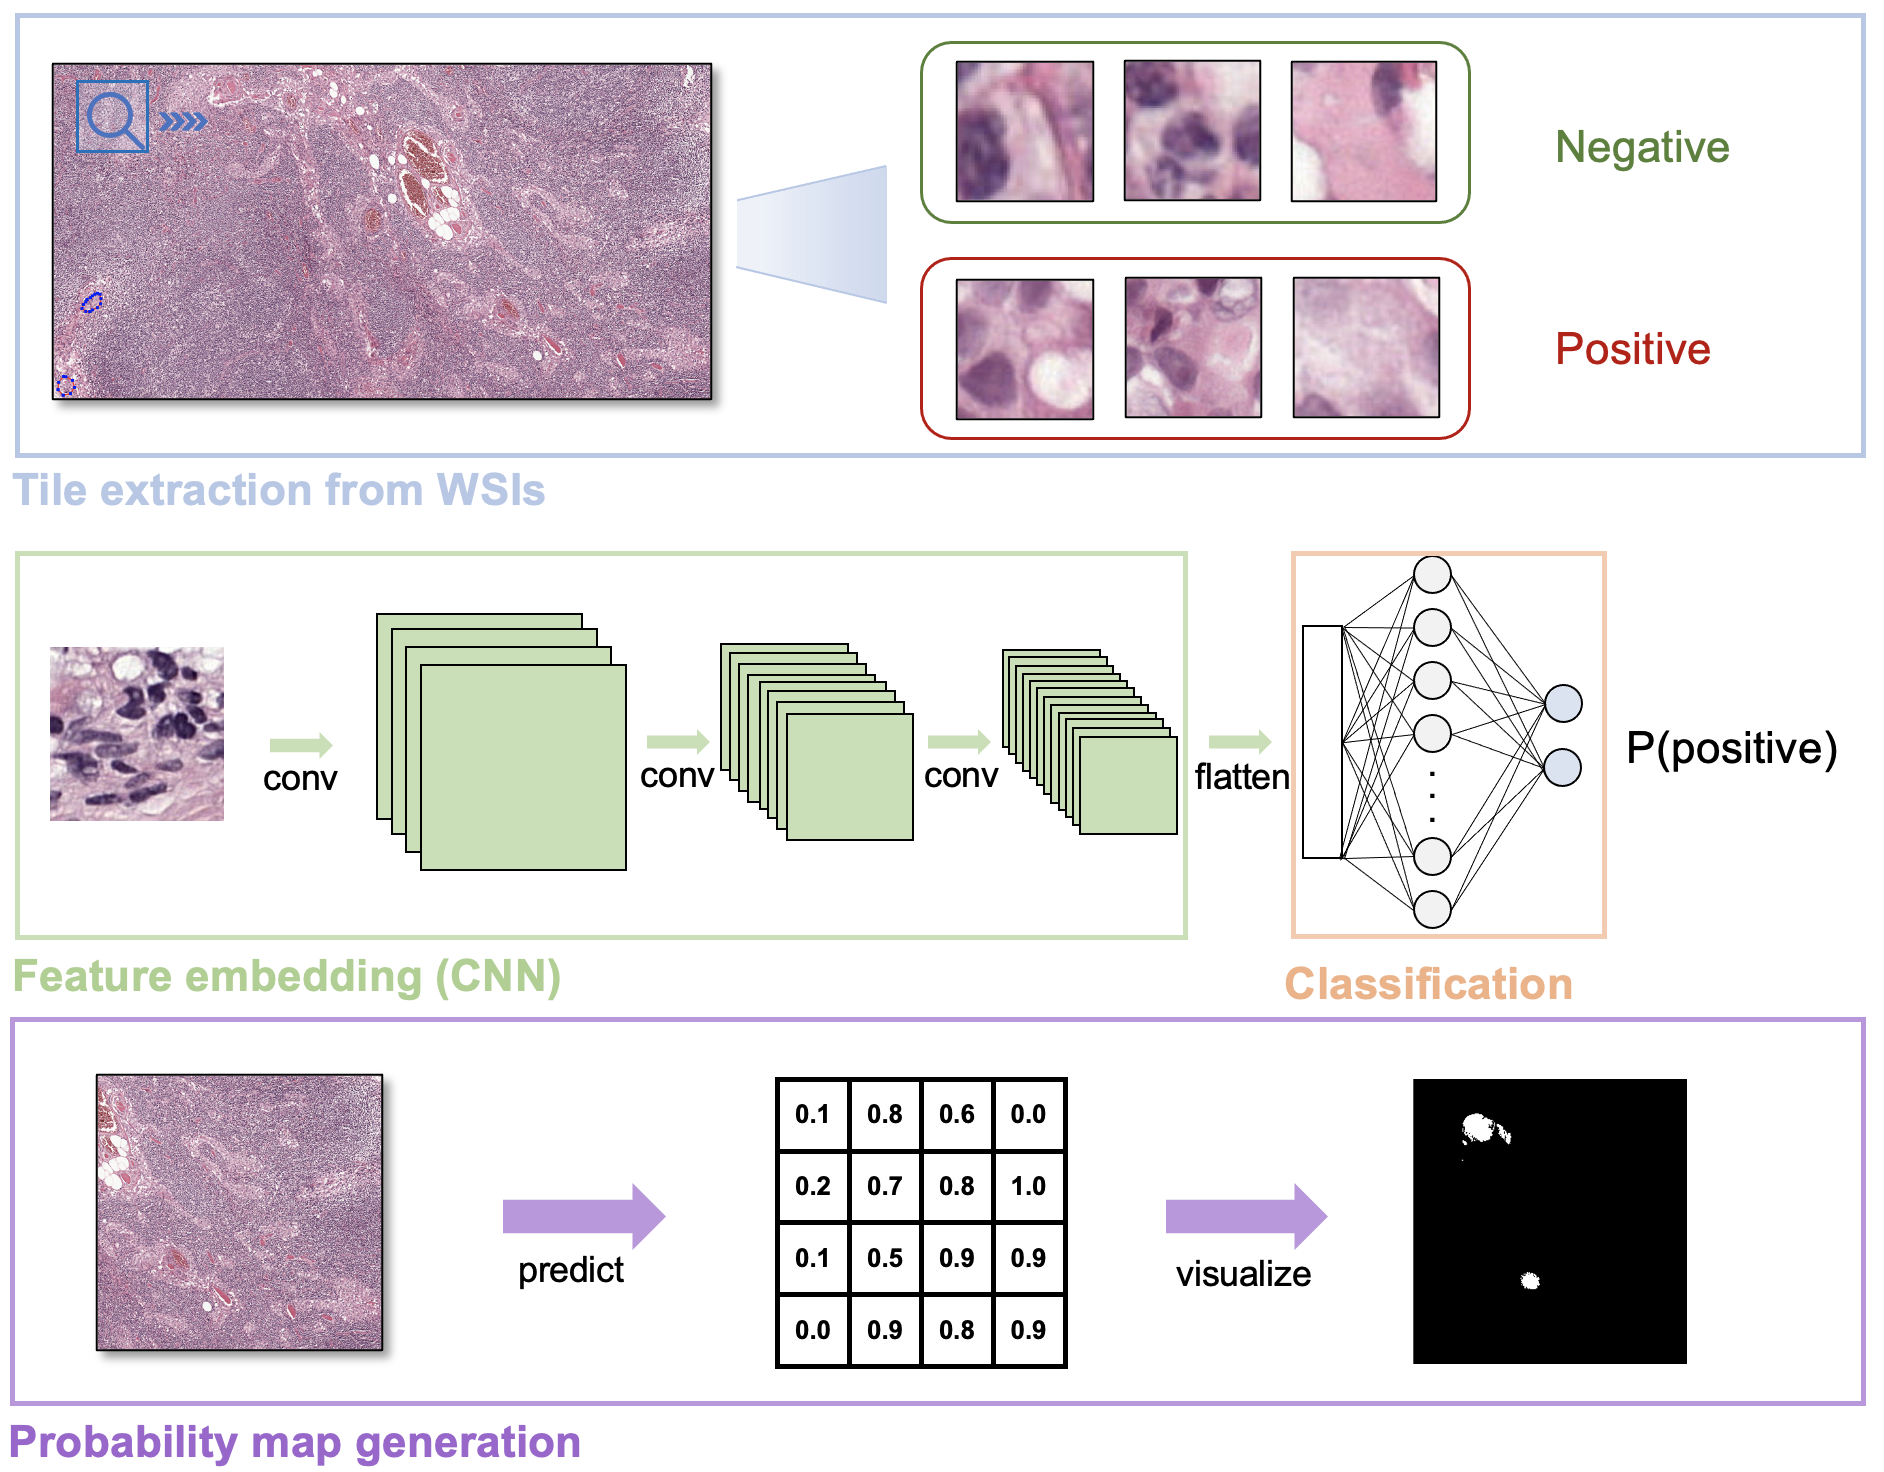 Negative
Positive
Tile extraction from WSIs
conv
conv
conv
flatten
P(positive)
Feature embedding (CNN)
Classification
0.1 0.8 0.6 0.0
0.2 0.7 0.8 1.0
0.1 0.5 0.9 0.9
0.0 0.9 0.8 0.9
predict
visualize
Probability map generation